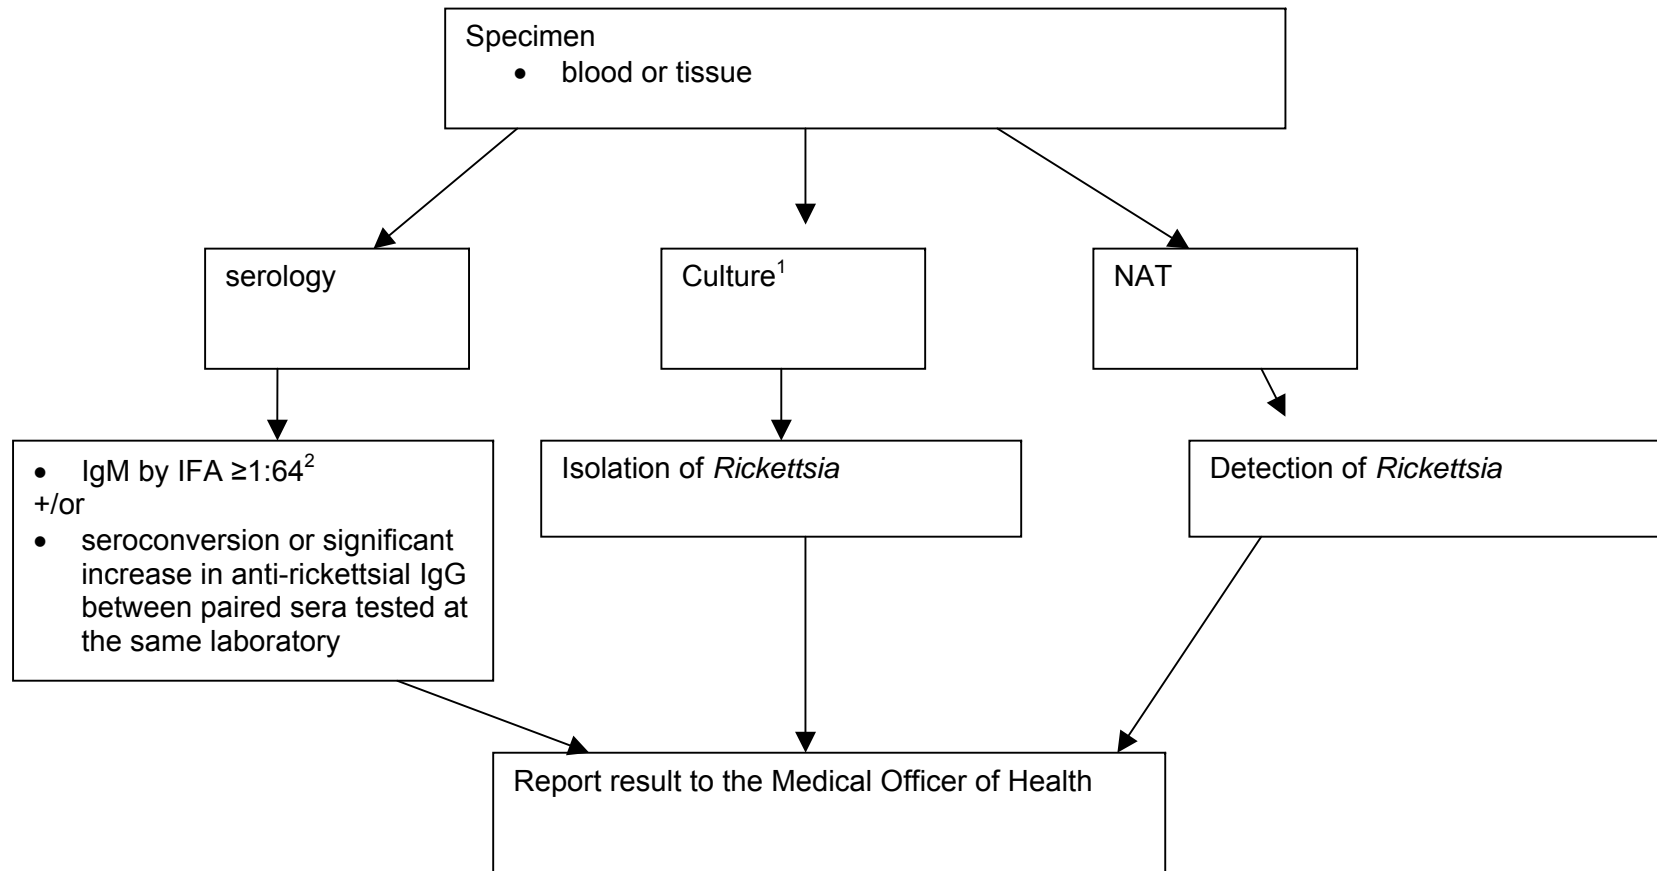 Specimen
• blood or tissue
serology
Culture¹
NAT
• IgM by IFA ≥1:64²
+/or
• seroconversion or significant
increase in anti-rickettsial IgG
between paired sera tested at
the same laboratory
Isolation of Rickettsia
Detection of Rickettsia
Report result to the Medical Officer of Health